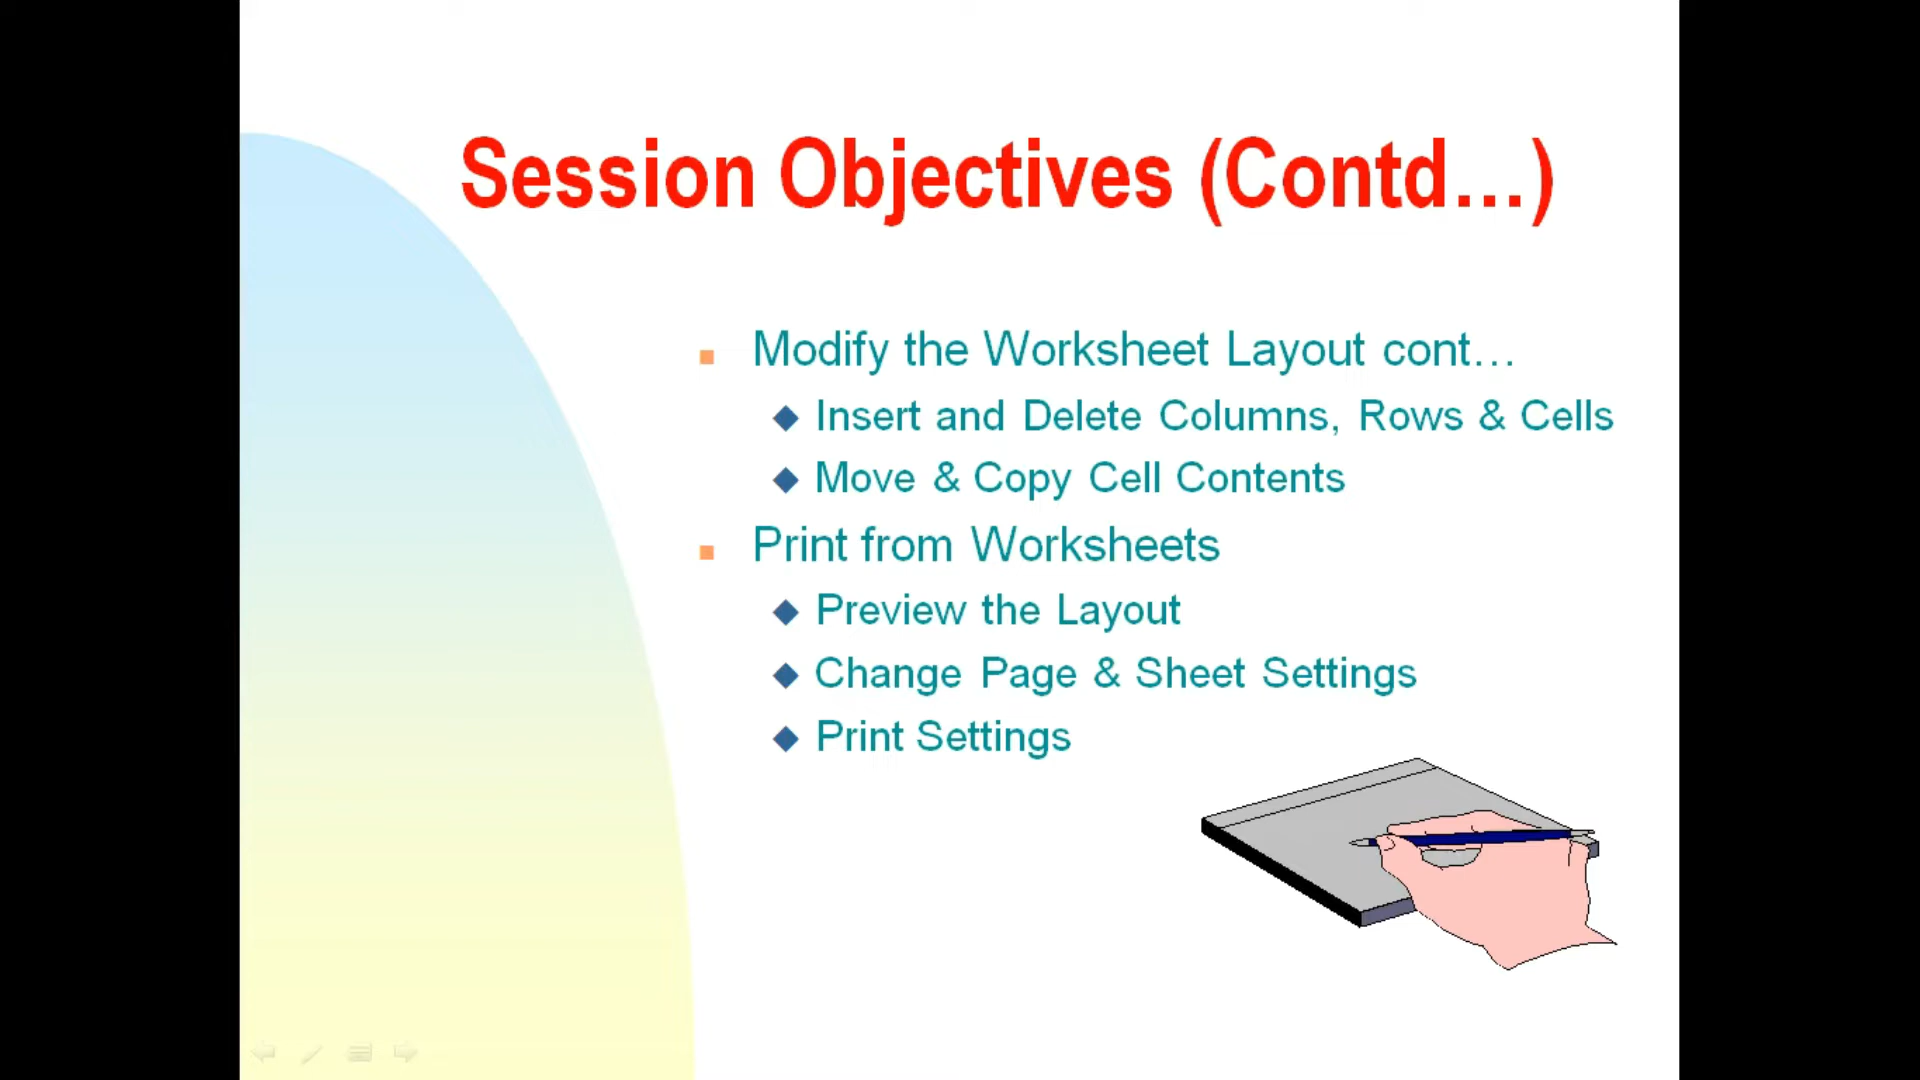 Session Objectives (Contd...)
Modify the Worksheet Layout cont...
Insert and Delete Columns, Rows & Cells
Move & Copy Cell Contents
Print from Worksheets
Preview the Layout
Change Page & Sheet Settings
Print Settings